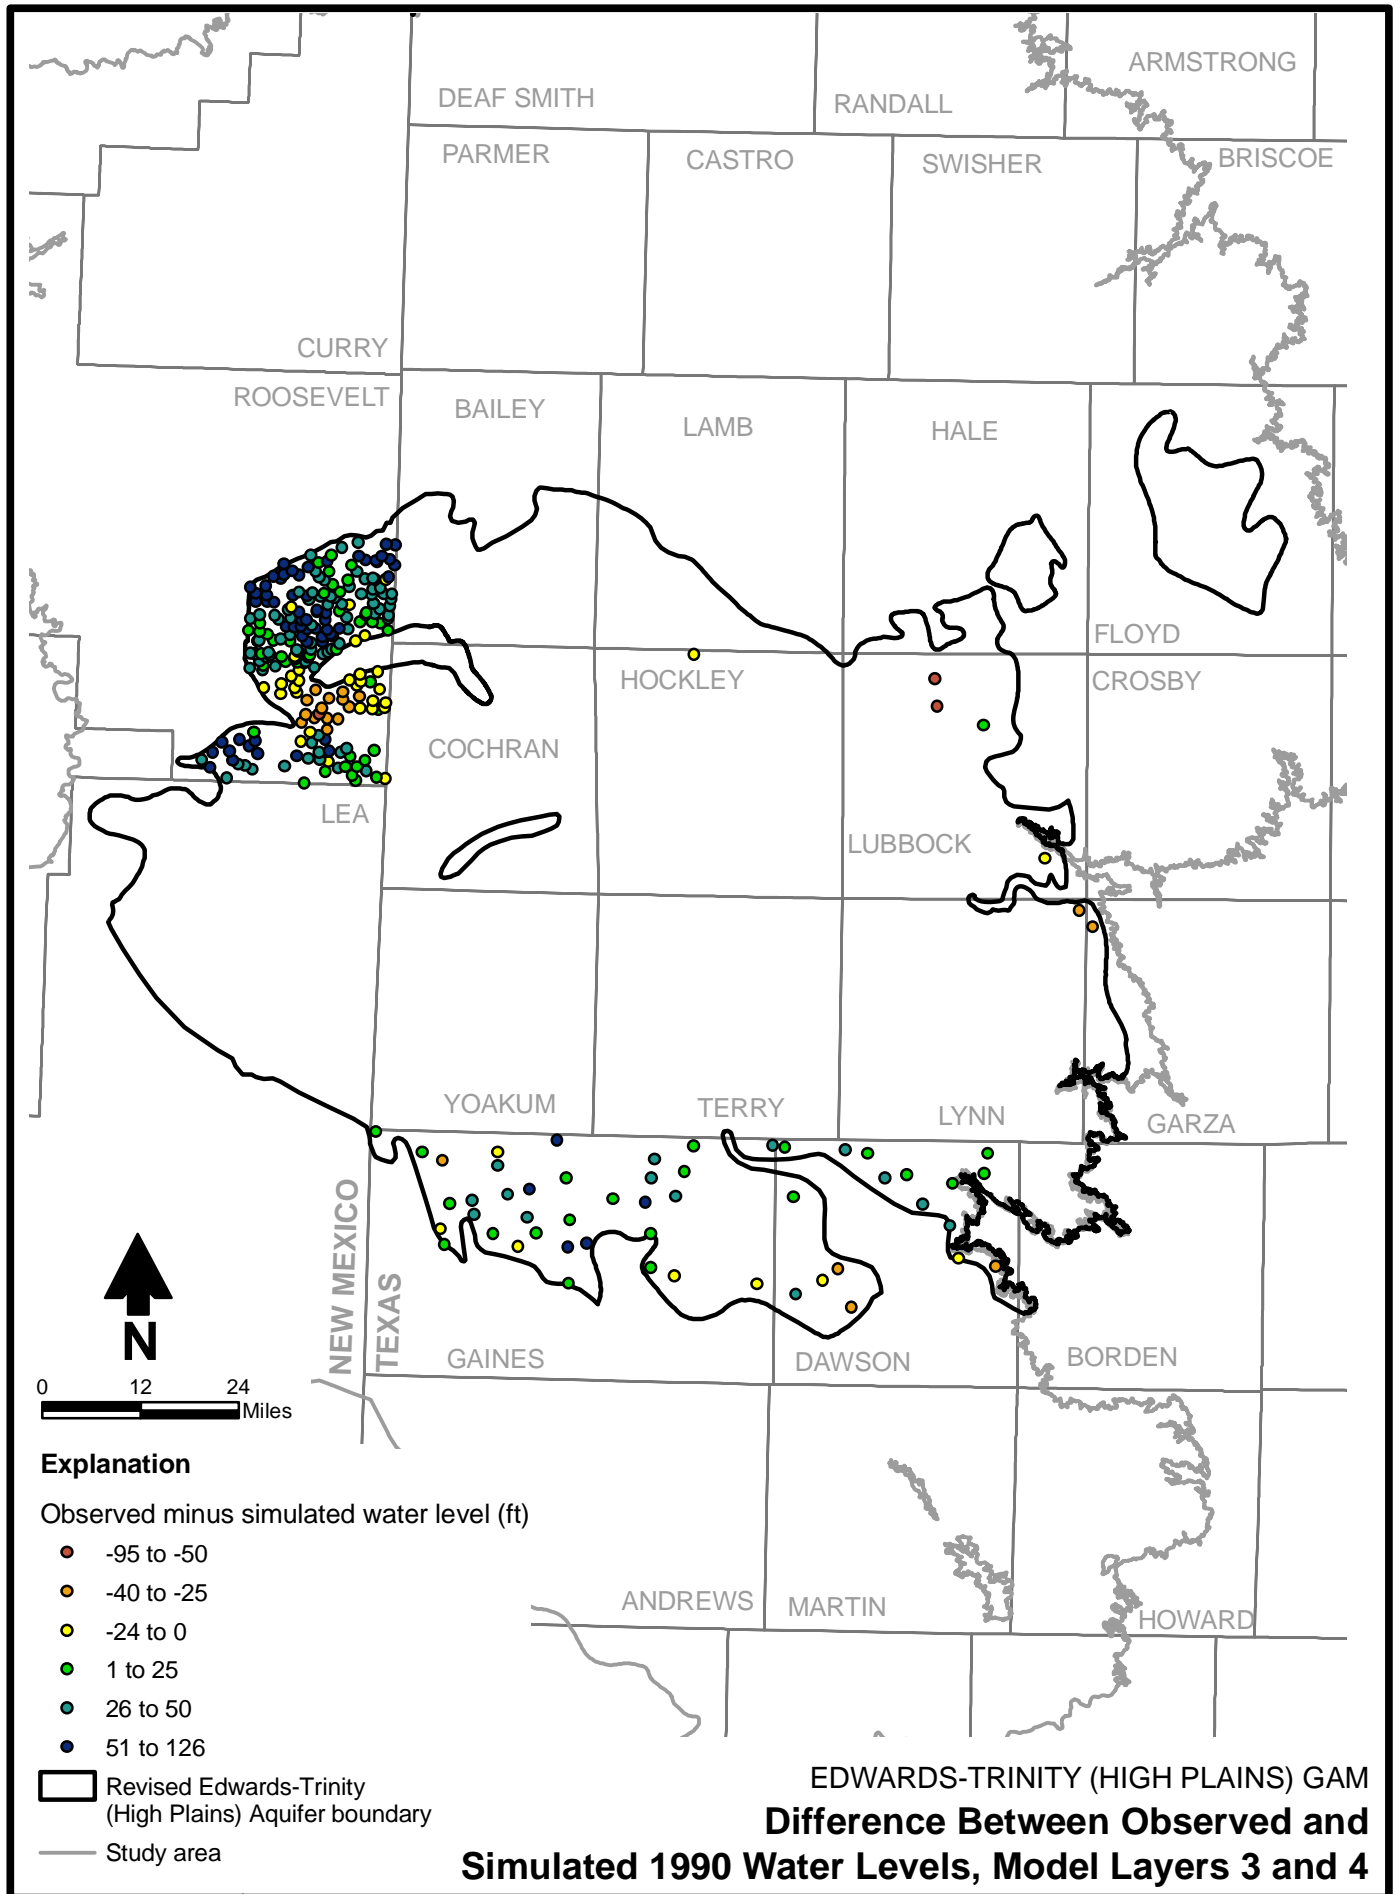 ARMSTRONG
DEAF SMITH
RANDALL
PARMER
CASTRO
SWISHER
BRISCOE
CURRY
ROOSEVELT
BAILEY
LAMB
HALE
FLOYD
HOCKLEY
CROSBY
COCHRAN
LEA
LUBBOCK
YOAKUM
TERRY
LYNN
GARZA
NEW MEXICO
TEXAS
N
GAINES
DAWSON
BORDEN
0 12 24
Miles
ANDREWS
MARTIN
HOWARD
Explanation
Observed minus simulated water level (ft)
-95 to -50
-40 to -25
-24 to 0
1 to 25
26 to 50
51 to 126
Revised Edwards-Trinity
(High Plains) Aquifer boundary
Study area
EDWARDS-TRINITY (HIGH PLAINS) GAM
Difference Between Observed and
Simulated 1990 Water Levels, Model Layers 3 and 4